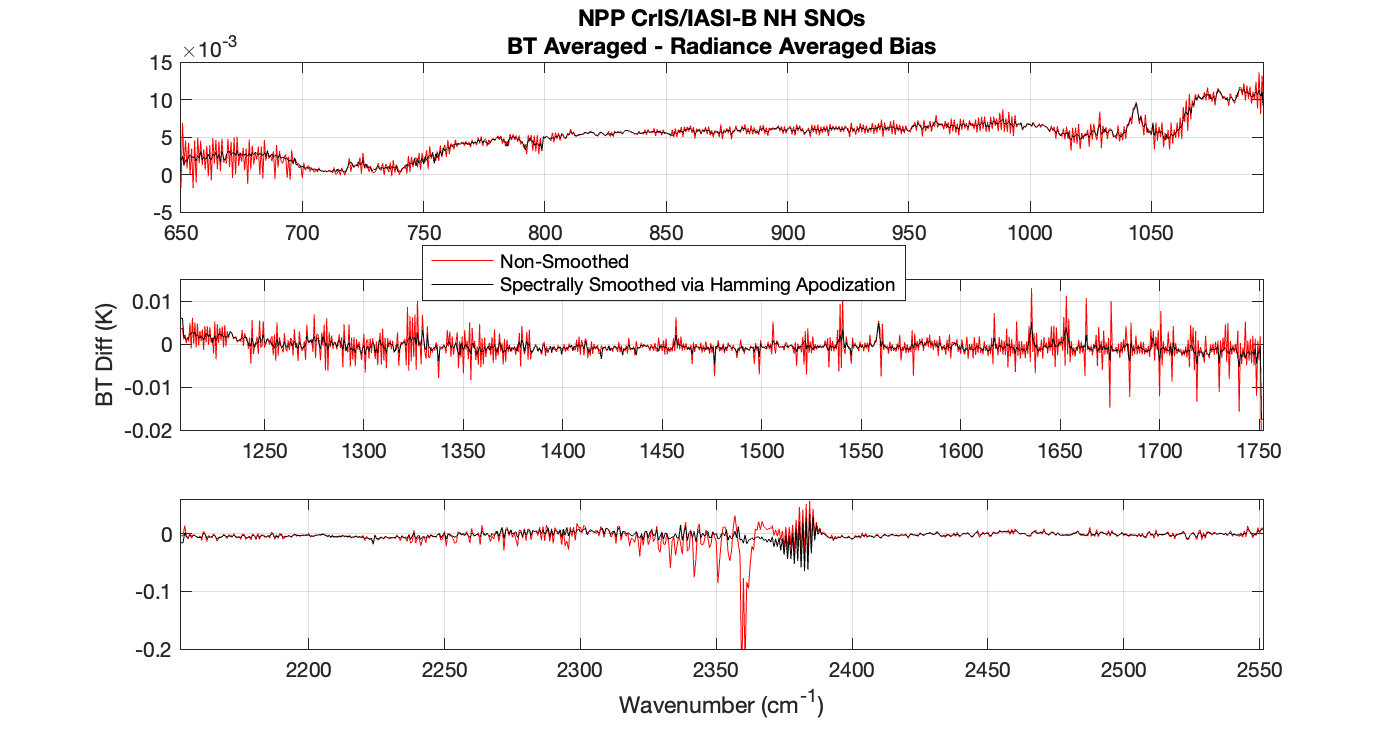 NPP CrIS/IASI-B NH SNOs
BT Averaged - Radiance Averaged Bias
×10-3
15
10
5
0
-5
650 700 750 800 850 900 950 1000 1050
Non-Smoothed
Spectrally Smoothed via Hamming Apodization
BT Diff (K)
0.01
0
-0.01
-0.02
1250 1300 1350 1400 1450 1500 1550 1600 1650 1700 1750
0
-0.1
-0.2
2200 2250 2300 2350 2400 2450 2500 2550
Wavenumber (cm-1)